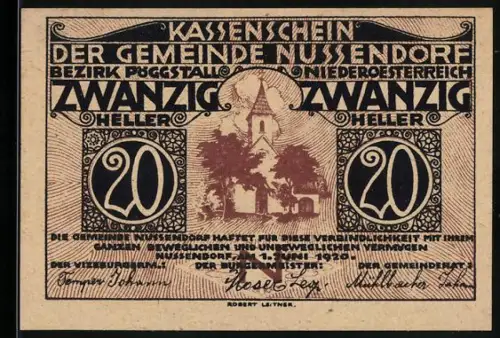 KASSENSCHEIN
DER GEMEINDE NUSSENDORF
BEZIRK PÖGGSTALL NIEDEROESTERREICH
ZWANZIG ZWANZIG
HELLER HELLER
20 20
DIE GEMEINDE NUSSENDORF HAFTET FÜR DIESE VERBINDLICHKEIT MIT IHREM
GANZEN BEWEGLICHEN UND UNBEWEGLICHEN VERMÖGEN
NUSSENDORF, AM 1. JUNI 1920.
DER VIZEBÜRGERM.: DER BÜRGERMEISTER: DER GEMEINDERAT:
Johann
ROBERT LEITNER.